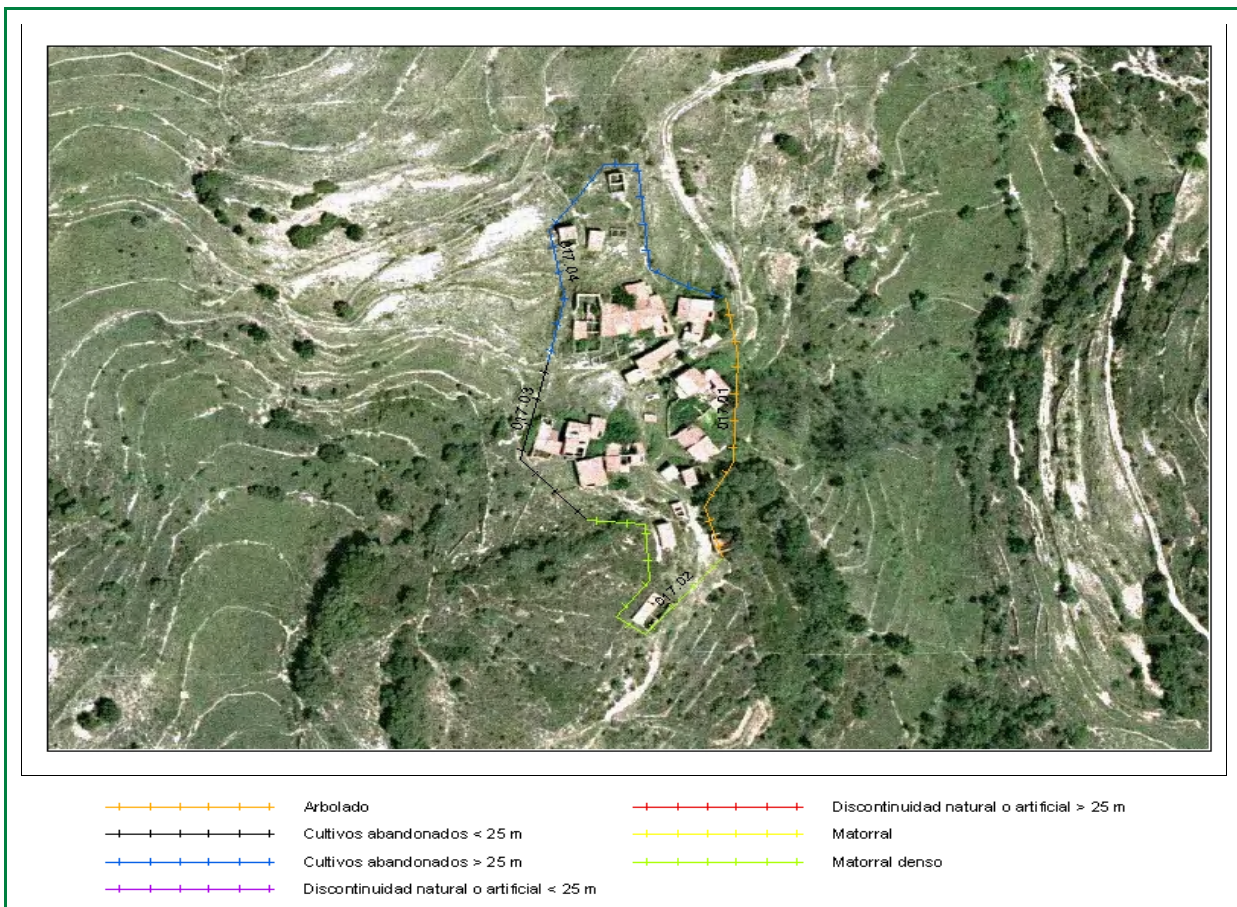 017.04
017.03
017.01
017.02
Arbolado
Cultivos abandonados < 25 m
Cultivos abandonados > 25 m
Discontinuidad natural o artificial < 25 m
Discontinuidad natural o artificial > 25 m
Matorral
Matorral denso